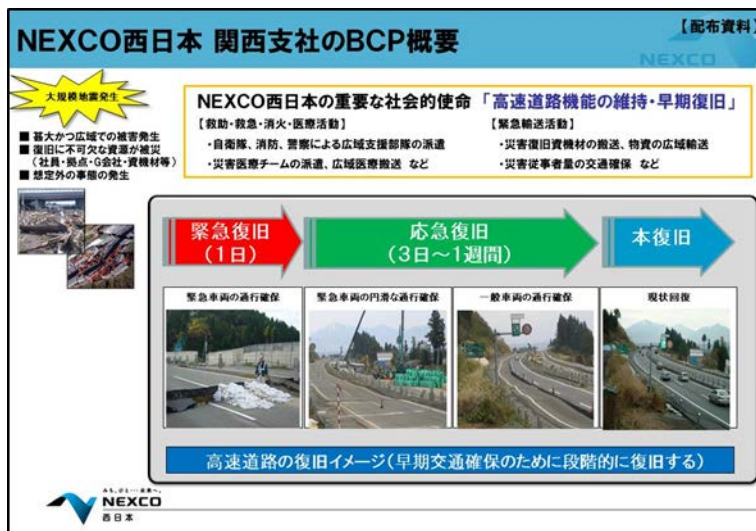 NEXCO西日本 関西支社のBCP概要
【配布資料】
NEXCO
大規模地震発生
■ 甚大かつ広域での被害発生
■ 復旧に不可欠な資源が被災
（社員・拠点・G会社・資機材等）
■ 想定外の事態の発生
NEXCO西日本の重要な社会的使命 「高速道路機能の維持・早期復旧」
【救助・救急・消火・医療活動】
・自衛隊、消防、警察による広域支援部隊の派遣
・災害医療チームの派遣、広域医療搬送 など
【緊急輸送活動】
・災害復旧資機材の搬送、物資の広域輸送
・災害従事者量の交通確保 など
緊急復旧
（1日）
応急復旧
（3日～1週間）
本復旧
緊急車両の通行確保
緊急車両の円滑な通行確保
一般車両の通行確保
現状回復
高速道路の復旧イメージ（早期交通確保のために段階的に復旧する）
みち、ひと…未来へ。
NEXCO
西日本